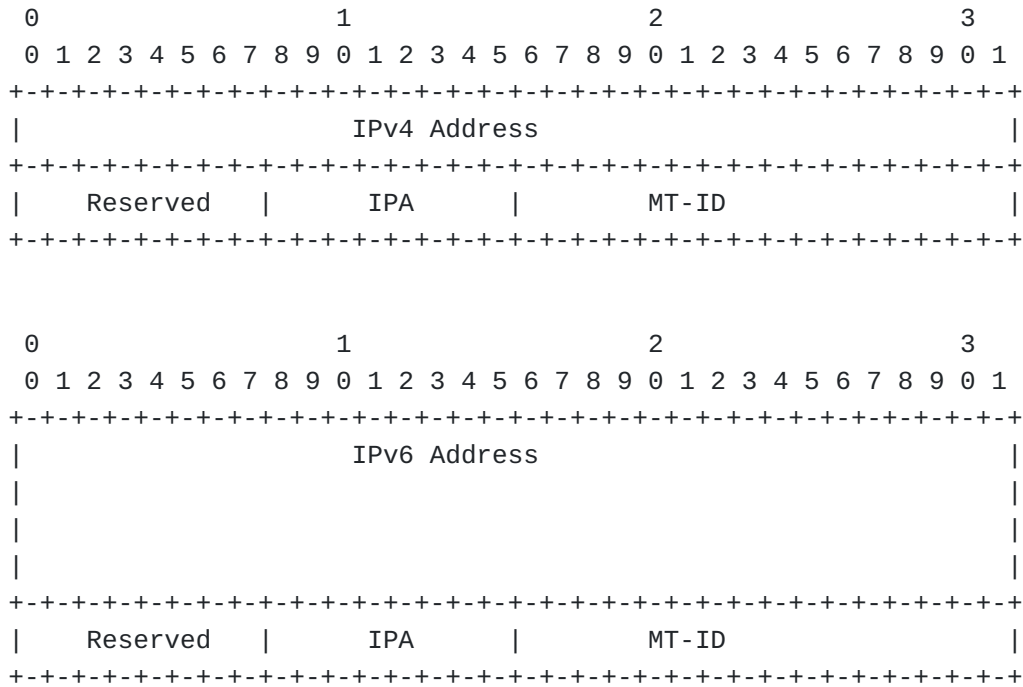 0                   1                   2                   3
 0 1 2 3 4 5 6 7 8 9 0 1 2 3 4 5 6 7 8 9 0 1 2 3 4 5 6 7 8 9 0 1
+-+-+-+-+-+-+-+-+-+-+-+-+-+-+-+-+-+-+-+-+-+-+-+-+-+-+-+-+-+-+-+-+
|                     IPv4 Address                              |
+-+-+-+-+-+-+-+-+-+-+-+-+-+-+-+-+-+-+-+-+-+-+-+-+-+-+-+-+-+-+-+-+
|    Reserved   |      IPA      |        MT-ID                  |
+-+-+-+-+-+-+-+-+-+-+-+-+-+-+-+-+-+-+-+-+-+-+-+-+-+-+-+-+-+-+-+-+

 0                   1                   2                   3
 0 1 2 3 4 5 6 7 8 9 0 1 2 3 4 5 6 7 8 9 0 1 2 3 4 5 6 7 8 9 0 1
+-+-+-+-+-+-+-+-+-+-+-+-+-+-+-+-+-+-+-+-+-+-+-+-+-+-+-+-+-+-+-+-+
|                     IPv6 Address                              |
|                                                               |
|                                                               |
|                                                               |
+-+-+-+-+-+-+-+-+-+-+-+-+-+-+-+-+-+-+-+-+-+-+-+-+-+-+-+-+-+-+-+-+
|    Reserved   |      IPA      |        MT-ID                  |
+-+-+-+-+-+-+-+-+-+-+-+-+-+-+-+-+-+-+-+-+-+-+-+-+-+-+-+-+-+-+-+-+